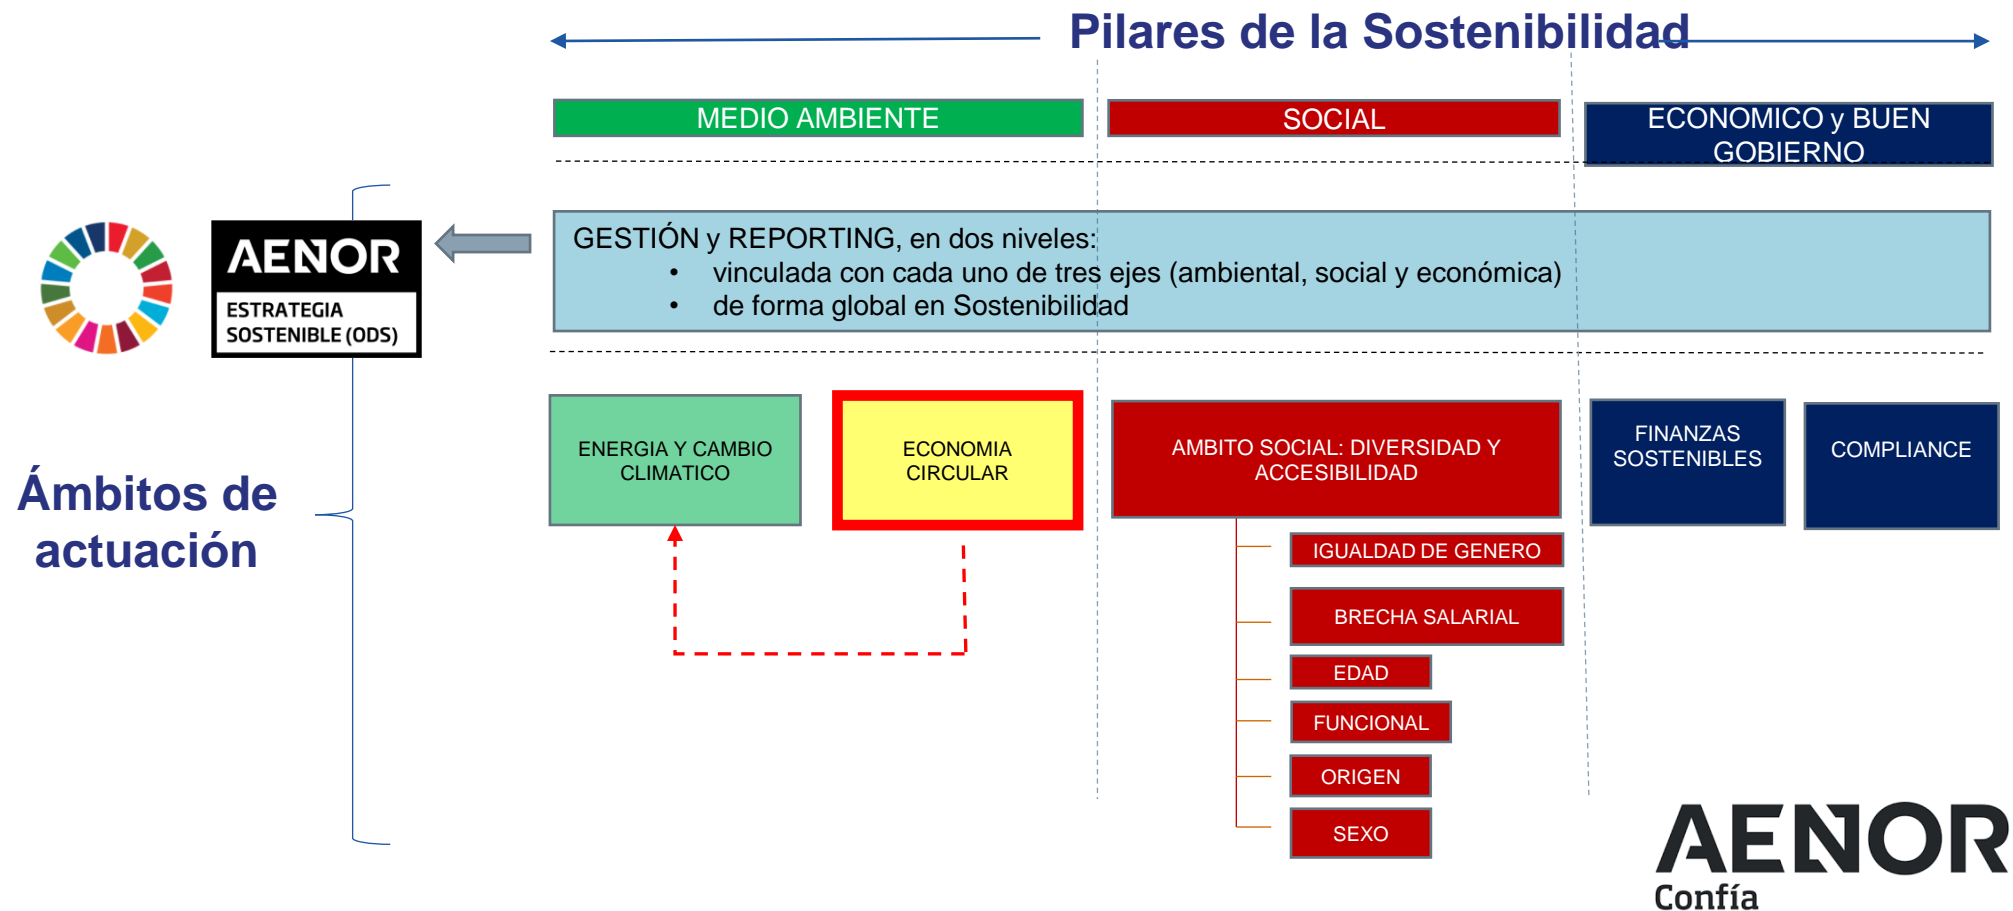 Pilares de la Sostenibilidad
MEDIO AMBIENTE
SOCIAL
ECONOMICO y BUEN
GOBIERNO
AENOR
ESTRATEGIA
SOSTENIBLE (ODS)
GESTIÓN y REPORTING, en dos niveles:
• vinculada con cada uno de tres ejes (ambiental, social y económica)
• de forma global en Sostenibilidad
Ámbitos de
actuación
ENERGIA Y CAMBIO
CLIMATICO
ECONOMIA
CIRCULAR
AMBITO SOCIAL: DIVERSIDAD Y
ACCESIBILIDAD
FINANZAS
SOSTENIBLES
COMPLIANCE
IGUALDAD DE GENERO
BRECHA SALARIAL
EDAD
FUNCIONAL
ORIGEN
SEXO
AENOR
Confía